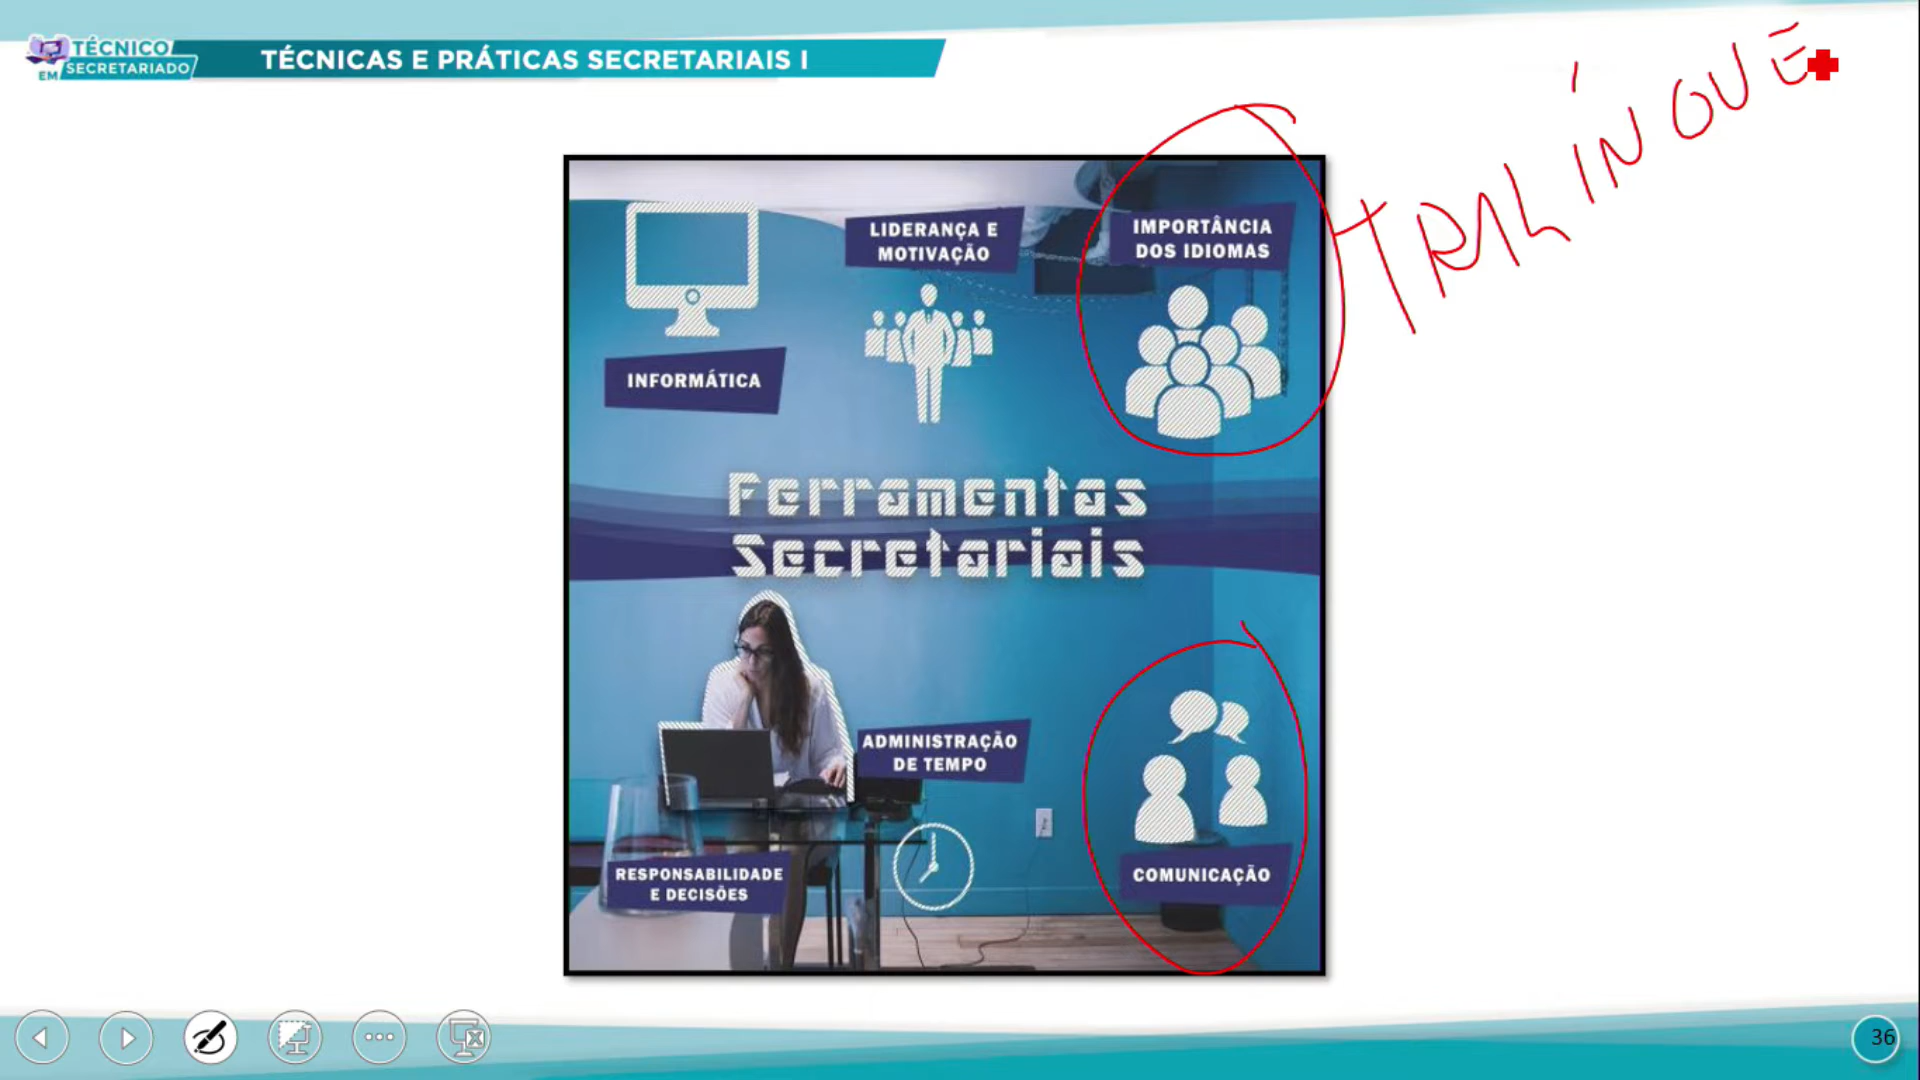 TÉCNICO
EM SECRETARIADO
TÉCNICAS E PRÁTICAS SECRETARIAIS I
TRILÍNGUE
LIDERANÇA E
MOTIVAÇÃO
IMPORTÂNCIA
DOS IDIOMAS
INFORMÁTICA
Ferramentas
Secretariais
ADMINISTRAÇÃO
DE TEMPO
RESPONSABILIDADE
E DECISÕES
COMUNICAÇÃO
36